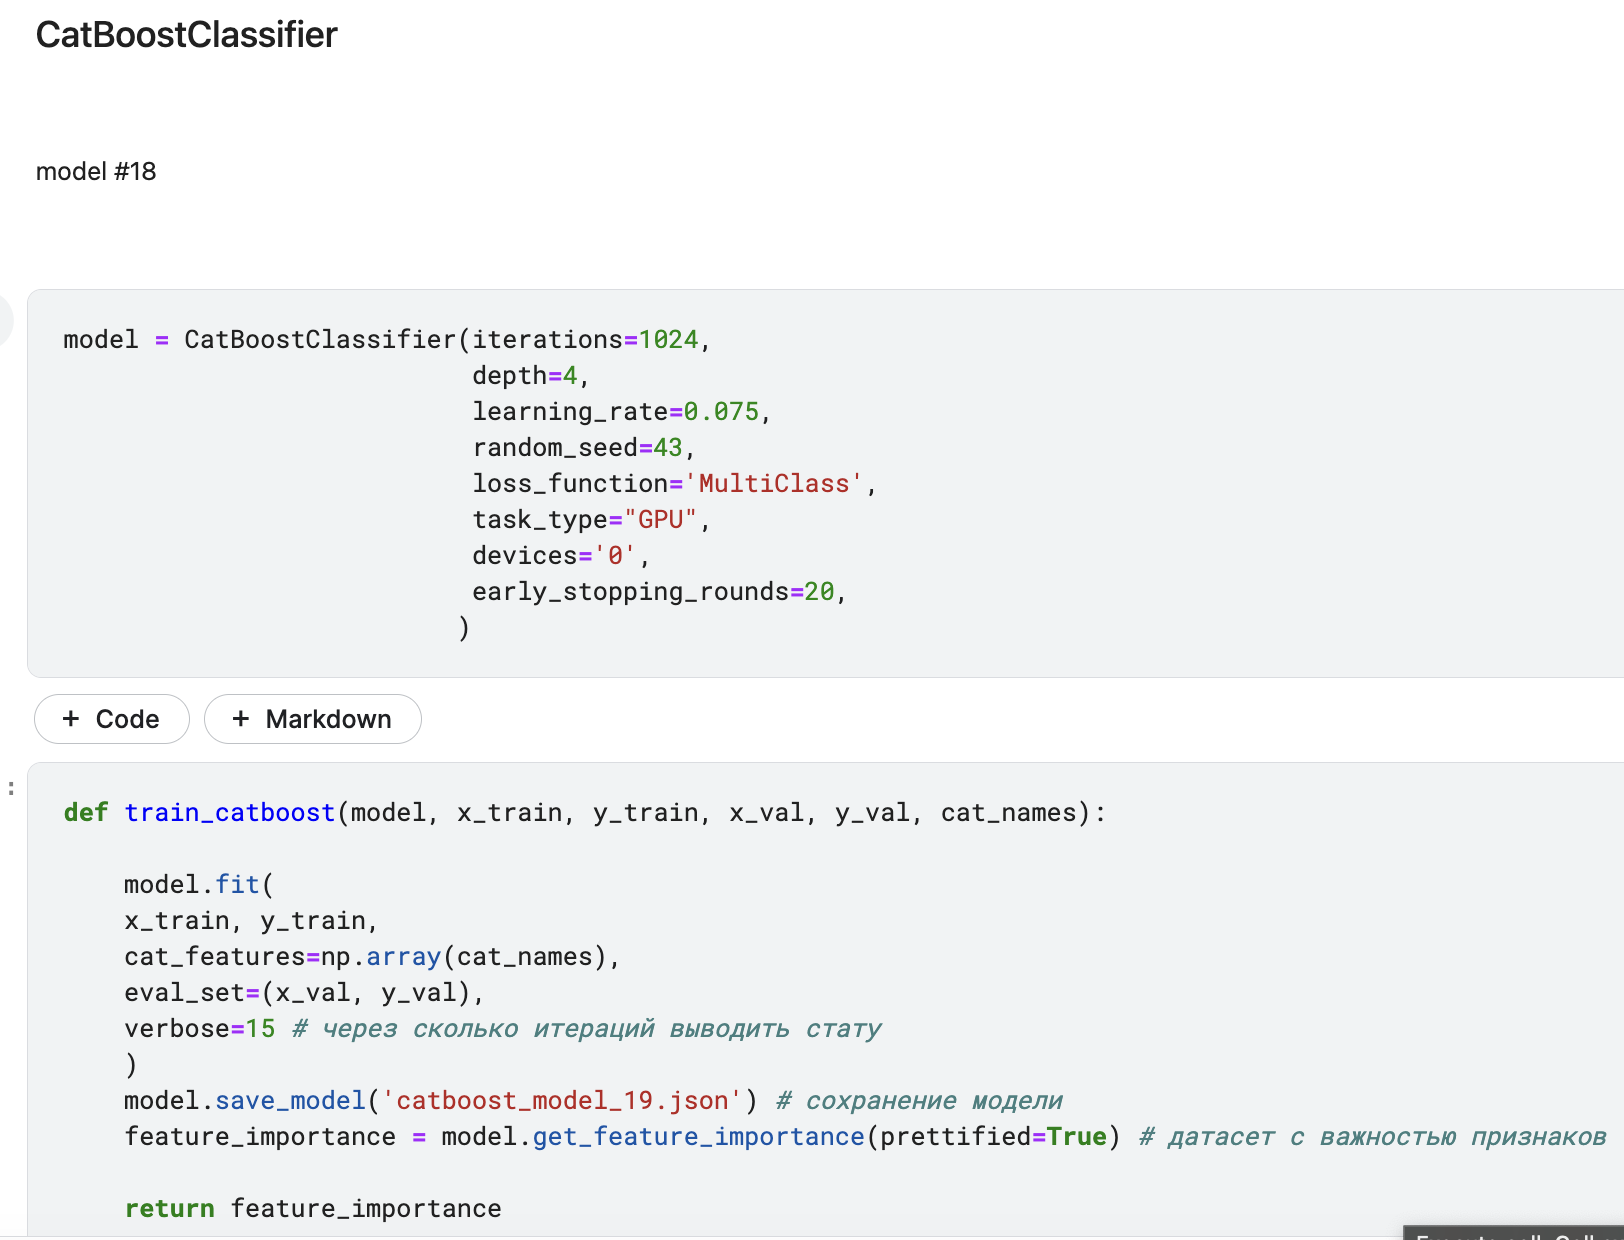 CatBoostClassifier
model #18
model = CatBoostClassifier(iterations=1024,
depth=4,
learning_rate=0.075,
random_seed=43,
loss_function='MultiClass',
task_type="GPU",
devices='0',
early_stopping_rounds=20,
)
+ Code + Markdown
:
def train_catboost(model, x_train, y_train, x_val, y_val, cat_names):
model.fit(
x_train, y_train,
cat_features=np.array(cat_names),
eval_set=(x_val, y_val),
verbose=15 # через сколько итераций выводить стату
)
model.save_model('catboost_model_19.json') # сохранение модели
feature_importance = model.get_feature_importance(prettified=True) # датасет с важностью признаков
return feature_importance